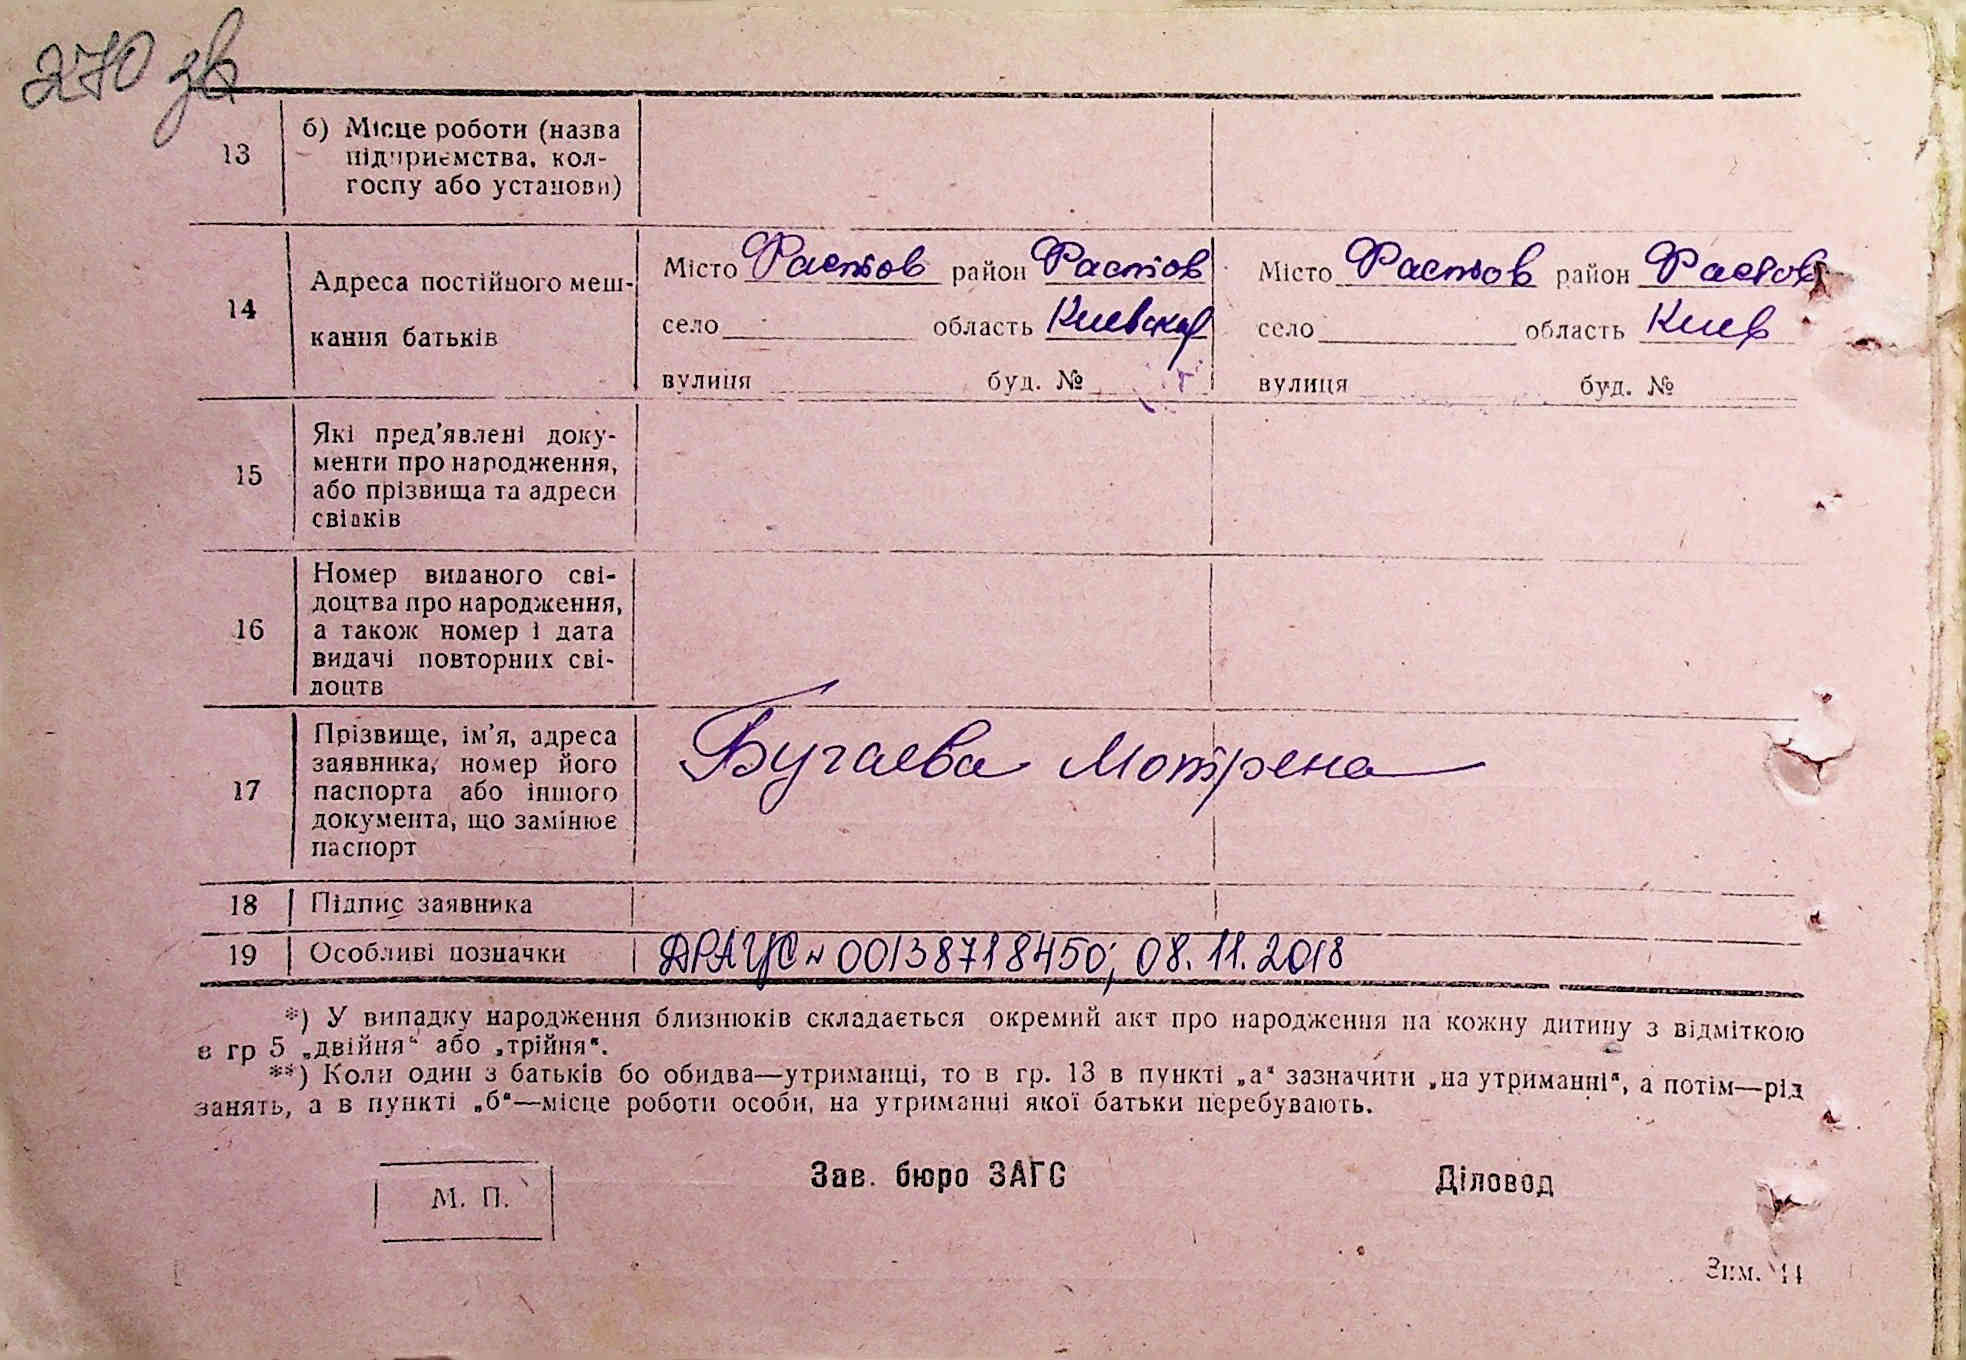 270 зв
13
б) Місце роботи (назва
підприємства, кол-
госпу або установи)
14
Адреса постійного меш-
кання батьків
Місто Фастов район Фастов
село область Киевская
вулиця буд. №
Місто Фастов район Фастов
село область Киев
вулиця буд. №
15
Які пред'явлені доку-
менти про народження,
або прізвища та адреси
свідків
16
Номер виданого сві-
доцтва про народження,
а також номер і дата
видачі повторних сві-
доцтв
17
Прізвище, ім'я, адреса
заявника, номер його
паспорта або іншого
документа, що замінює
паспорт
Бугаева Мотрена
18
Підпис заявника
19
Особливі позначки
ДРАЦС № 00138718450; 08.11.2018
*) У випадку народження близнюків складається окремий акт про народження на кожну дитину з відміткою
в гр 5 „двійня“ або „трійня“.
**) Коли один з батьків бо обидва—утриманці, то в гр. 13 в пункті „а“ зазначити „на утриманні“, а потім—рід
занять, а в пункті „б“—місце роботи особи, на утриманні якої батьки перебувають.
М. П.
Зав. бюро ЗАГС
Діловод